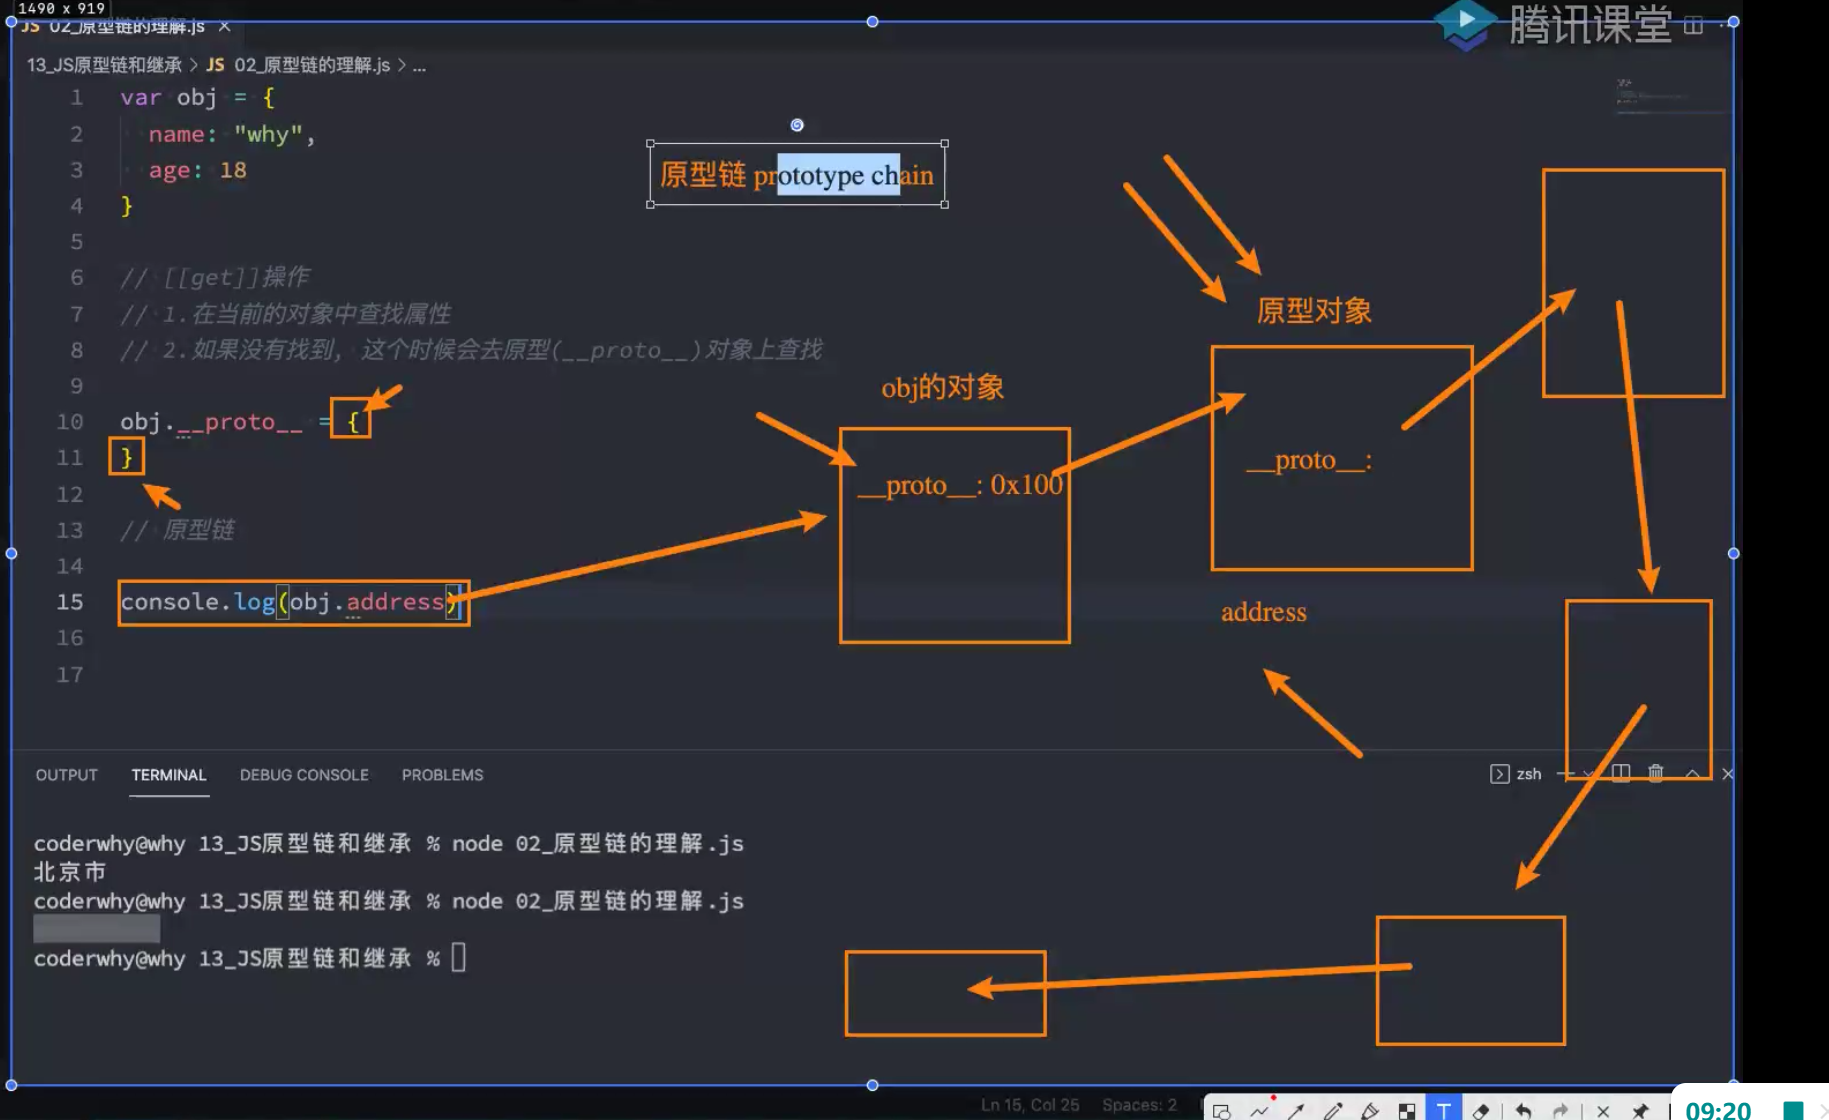 1490 x 919
JS 02_原型链的理解.js ×
腾讯课堂
13_JS原型链和继承 > JS 02_原型链的理解.js > ...
1 var obj = {
2 name: "why",
3 age: 18
4 }
5
6 // [[get]]操作
7 // 1.在当前的对象中查找属性
8 // 2.如果没有找到, 这个时候会去原型(__proto__)对象上查找
9
10 obj.__proto__ = {
11 }
12
13 // 原型链
14
15 console.log(obj.address)
16
17
原型链 prototype chain
原型对象
obj的对象
__proto__:
__proto__: 0x100
address
OUTPUT TERMINAL DEBUG CONSOLE PROBLEMS
zsh
coderwhy@why 13_JS原型链和继承 % node 02_原型链的理解.js
北京市
coderwhy@why 13_JS原型链和继承 % node 02_原型链的理解.js
coderwhy@why 13_JS原型链和继承 %
Ln 15, Col 25 Spaces: 2
T
09:20